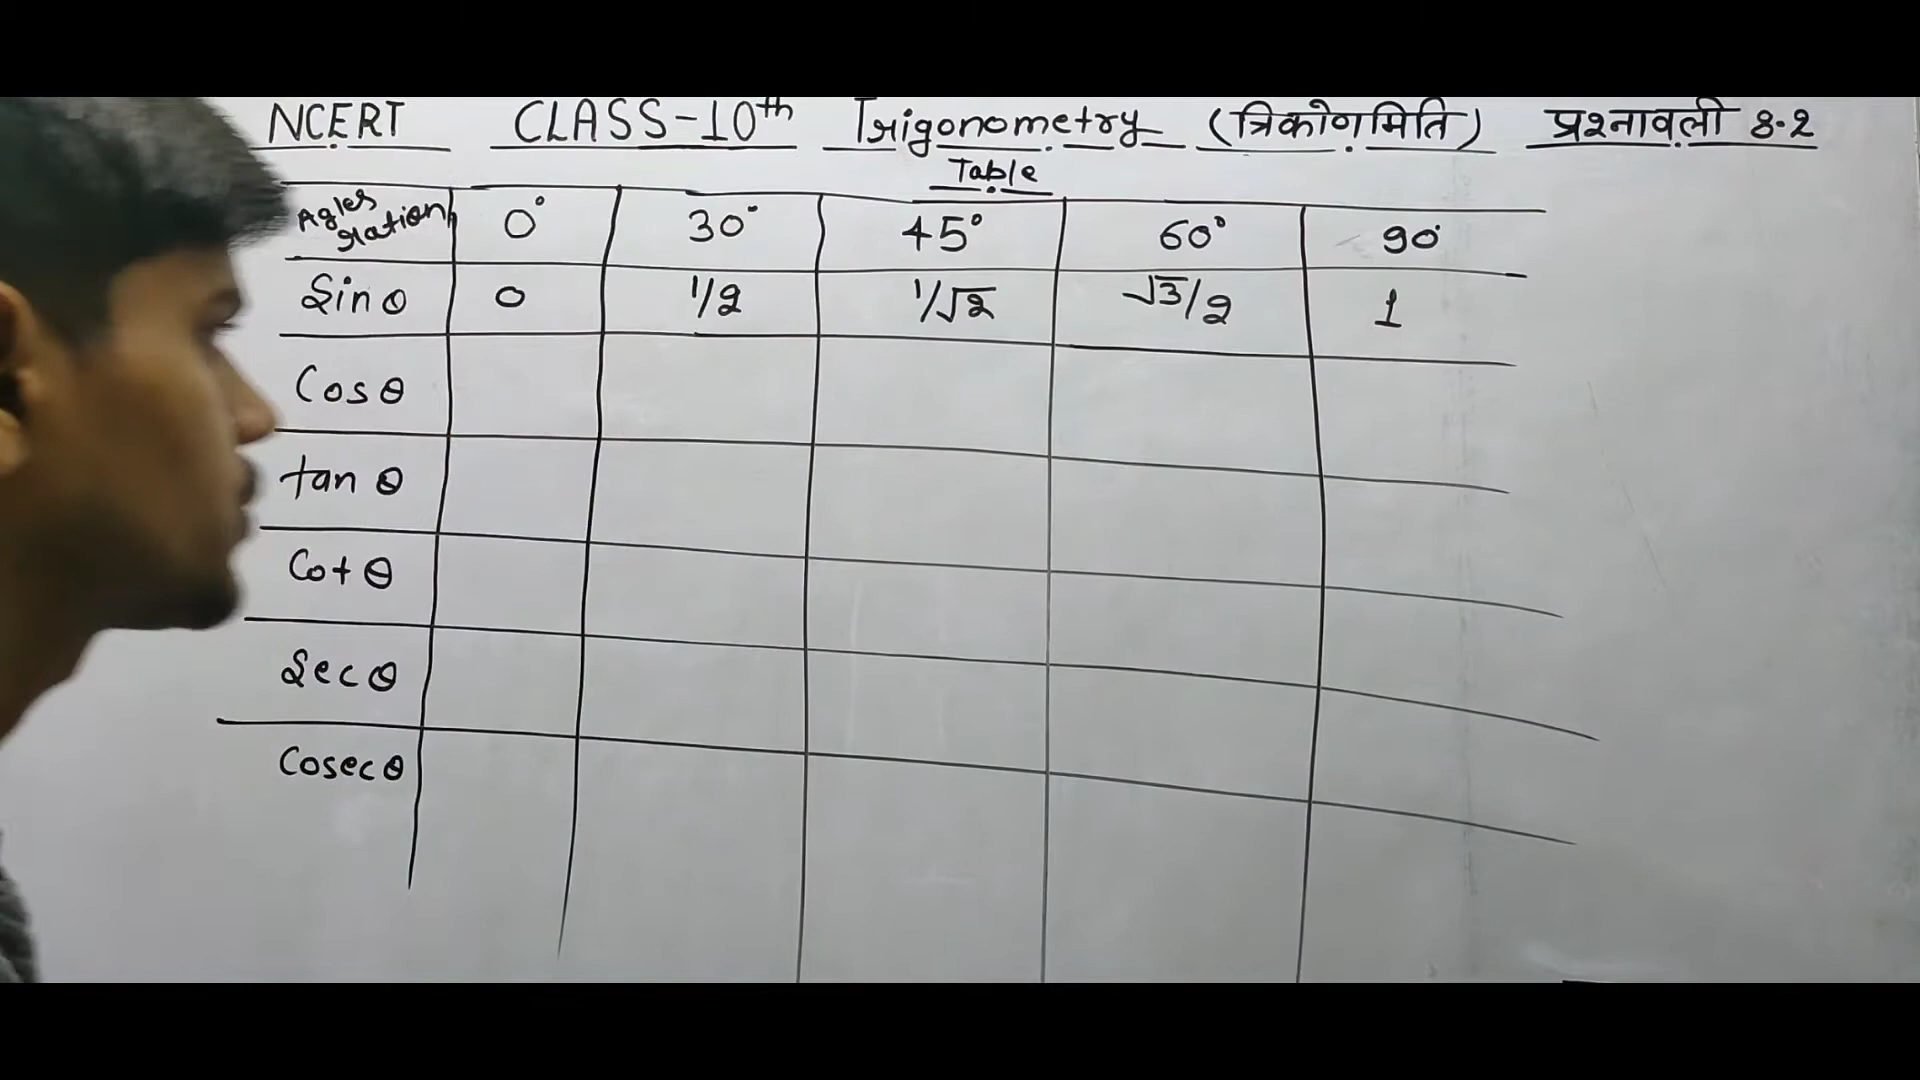 NCERT CLASS-10th Trigonometry (त्रिकोणमिति) प्रश्नावली 8.2
Table
Agles
ration 0° 30° 45° 60° 90°
Sin θ 0 1/2 1/√2 √3/2 1
Cos θ
tan θ
Cot θ
Sec θ
Cosec θ